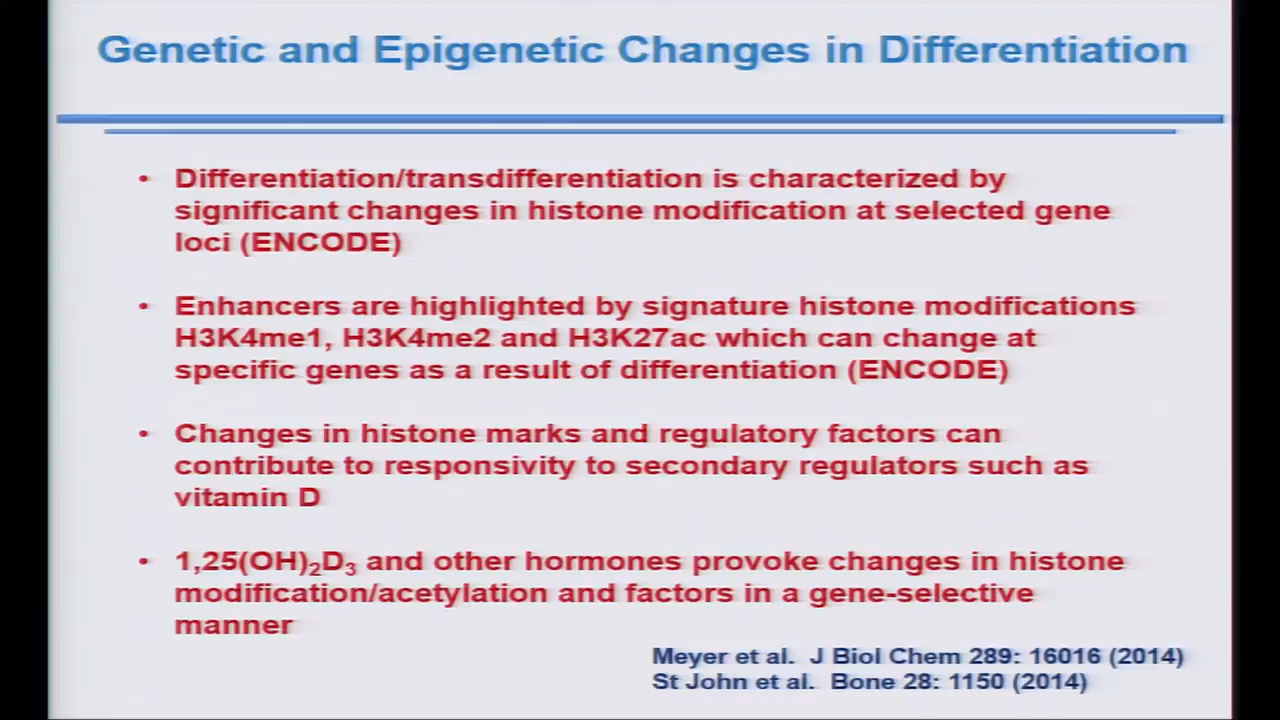 Genetic and Epigenetic Changes in Differentiation
• Differentiation/transdifferentiation is characterized by
significant changes in histone modification at selected gene
loci (ENCODE)
• Enhancers are highlighted by signature histone modifications
H3K4me1, H3K4me2 and H3K27ac which can change at
specific genes as a result of differentiation (ENCODE)
• Changes in histone marks and regulatory factors can
contribute to responsivity to secondary regulators such as
vitamin D
• 1,25(OH)₂D₃ and other hormones provoke changes in histone
modification/acetylation and factors in a gene-selective
manner
Meyer et al. J Biol Chem 289: 16016 (2014)
St John et al. Bone 28: 1150 (2014)